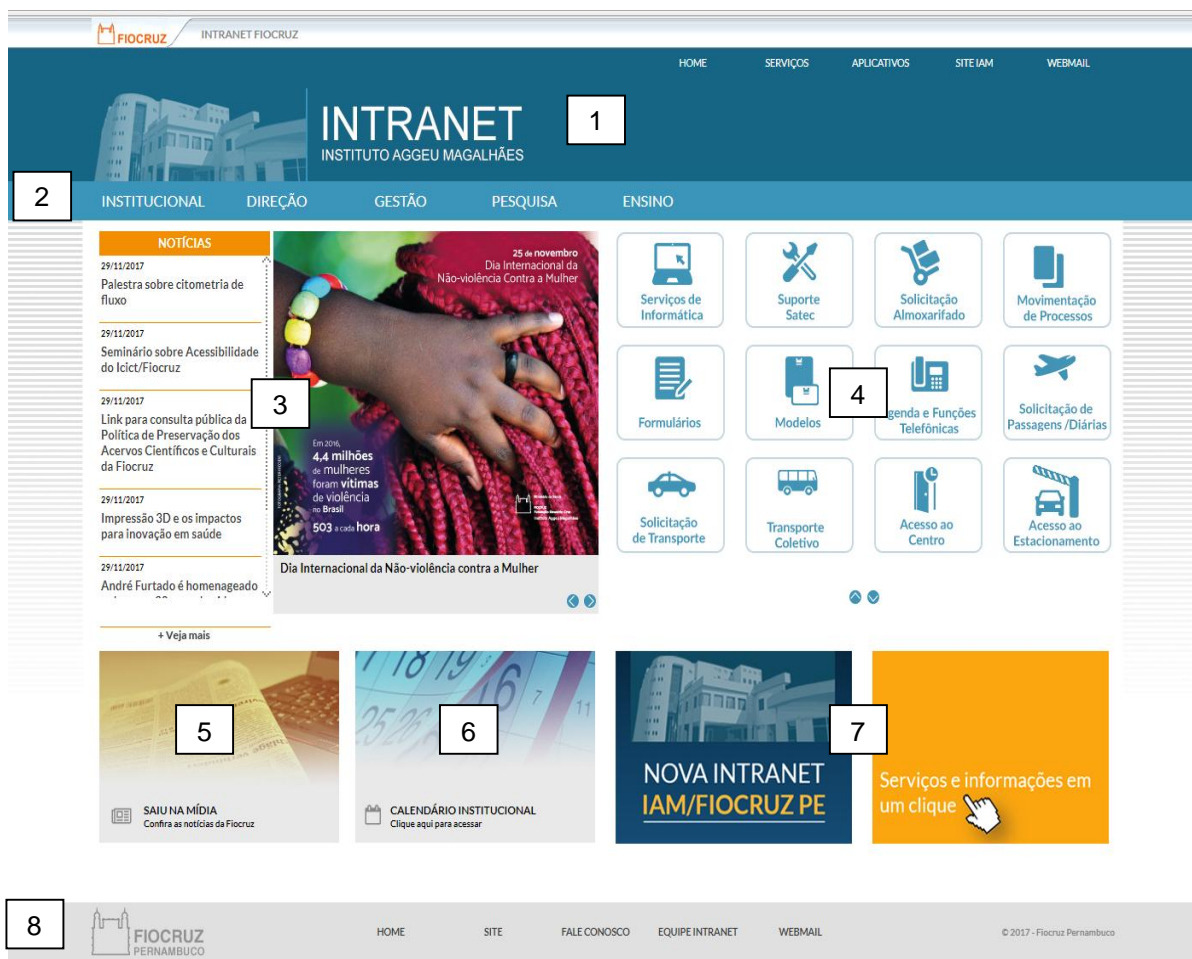 FIOCRUZ
INTRANET FIOCRUZ
HOME
SERVIÇOS
APLICATIVOS
SITE IAM
WEBMAIL
INTRANET
INSTITUTO AGGEU MAGALHÃES
1
2
INSTITUCIONAL
DIREÇÃO
GESTÃO
PESQUISA
ENSINO
NOTÍCIAS
29/11/2017
Palestra sobre citometria de
fluxo
29/11/2017
Seminário sobre Acessibilidade
do Icict/Fiocruz
29/11/2017
Link para consulta pública da
Política de Preservação dos
Acervos Científicos e Culturais
da Fiocruz
29/11/2017
Impressão 3D e os impactos
para inovação em saúde
29/11/2017
André Furtado é homenageado
+ Veja mais
3
25 de novembro
Dia Internacional da
Não-violência Contra a Mulher
Em 2016,
4,4 milhões
de mulheres
foram vítimas
de violência
no Brasil
503 a cada hora
Dia Internacional da Não-violência contra a Mulher
Serviços de
Informática
Suporte
Satec
Solicitação
Almoxarifado
Movimentação
de Processos
Formulários
Modelos
4
genda e Funções
Telefônicas
Solicitação de
Passagens /Diárias
Solicitação
de Transporte
Transporte
Coletivo
Acesso ao
Centro
Acesso ao
Estacionamento
5
SAIU NA MÍDIA
Confira as notícias da Fiocruz
6
CALENDÁRIO INSTITUCIONAL
Clique aqui para acessar
7
NOVA INTRANET
IAM/FIOCRUZ PE
Serviços e informações em
um clique
8
FIOCRUZ
PERNAMBUCO
HOME
SITE
FALE CONOSCO
EQUIPE INTRANET
WEBMAIL
© 2017 - Fiocruz Pernambuco